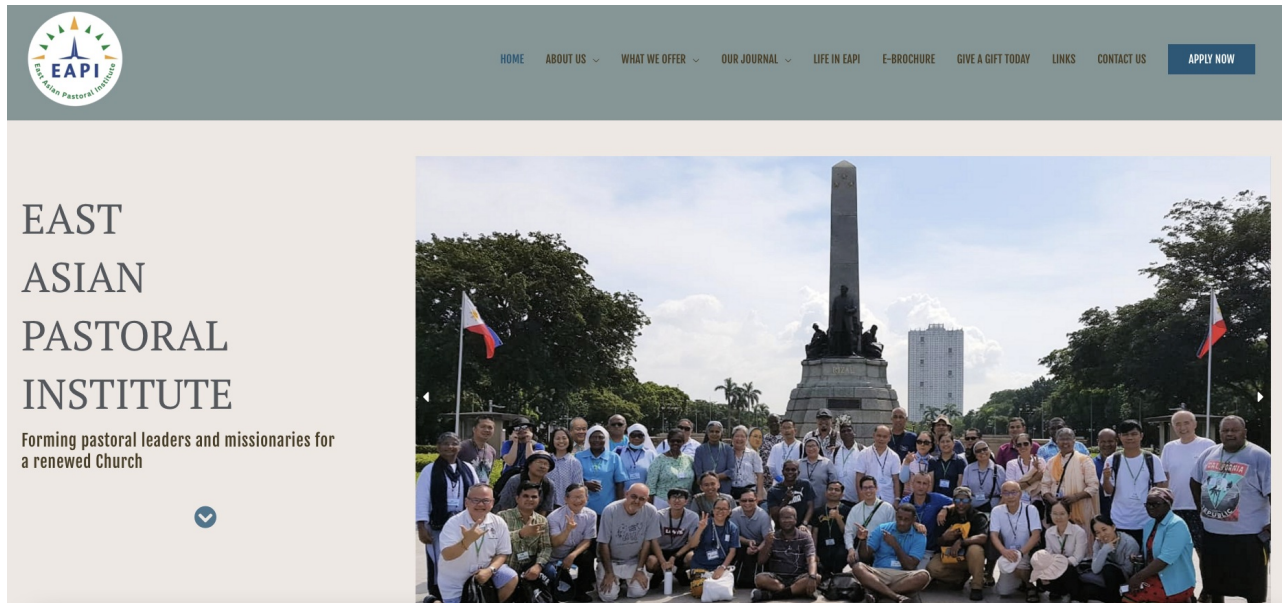 EAPI
East Asian Pastoral Institute
HOME
ABOUT US
WHAT WE OFFER
OUR JOURNAL
LIFE IN EAPI
E-BROCHURE
GIVE A GIFT TODAY
LINKS
CONTACT US
APPLY NOW
EAST
ASIAN
PASTORAL
INSTITUTE
Forming pastoral leaders and missionaries for
a renewed Church
RIZAL
CALIFORNIA
REPUBLIC